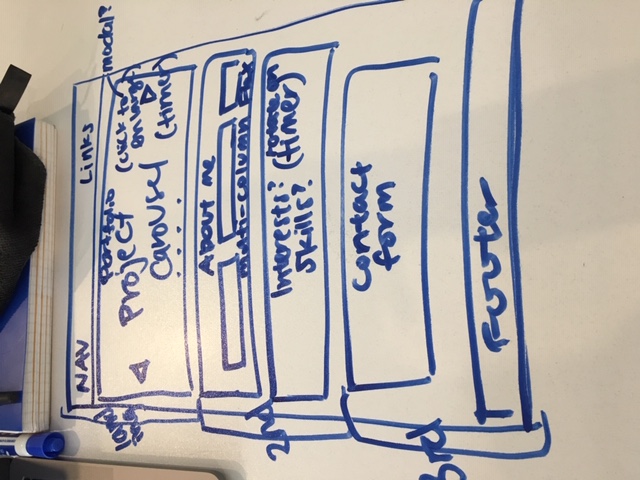 NAV Links
landing
Portfolio
Project
Carousel
(click to
enlarge)
modal?
(timer)
2nd
About me
multi-column Flex
Interests?
Skills?
(rotate on
timer)
3rd
Contact
form
Footer